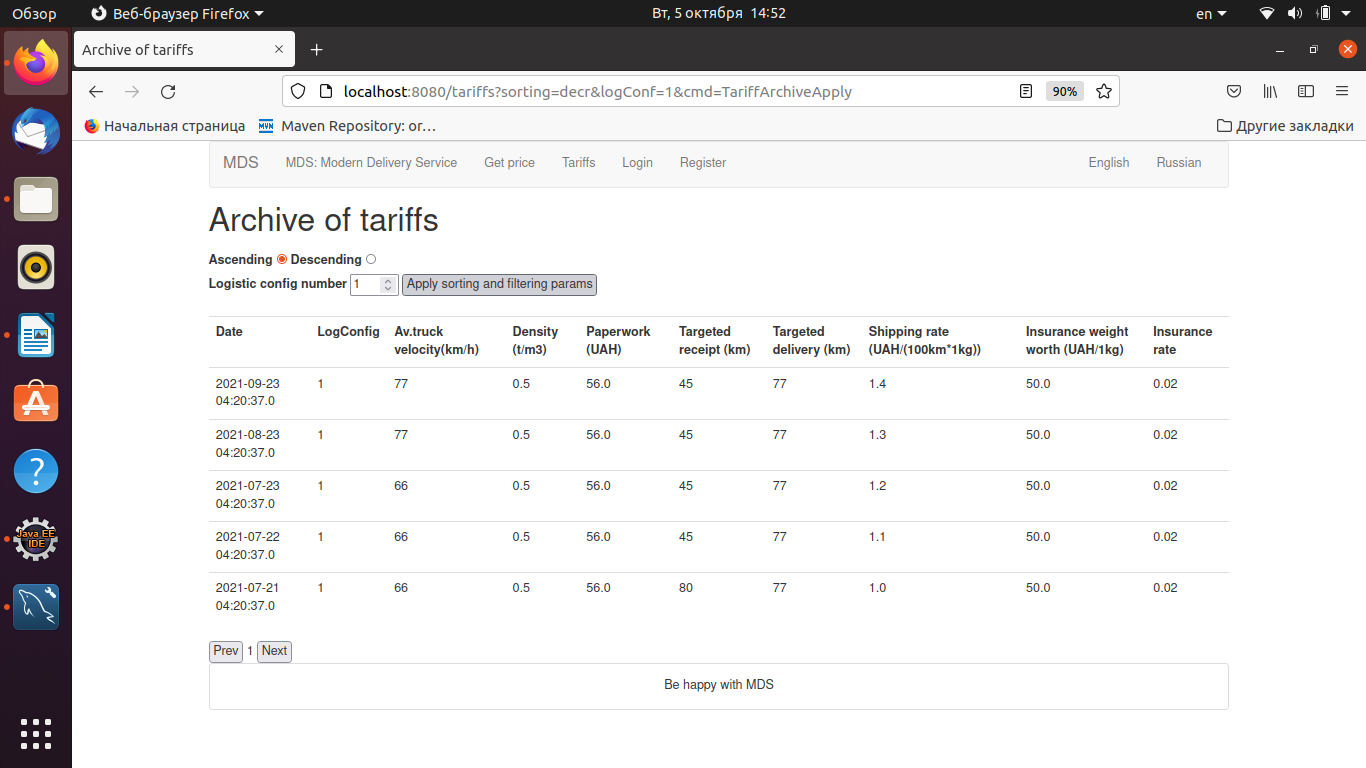 Обзор Веб-браузер Firefox Вт, 5 октября 14:52 en
Archive of tariffs
localhost:8080/tariffs?sorting=decr&logConf=1&cmd=TariffArchiveApply 90%
Начальная страница MVN Maven Repository: or… Другие закладки
MDS MDS: Modern Delivery Service Get price Tariffs Login Register English Russian
Archive of tariffs
Ascending Descending
Logistic config number 1 Apply sorting and filtering params
Date LogConfig Av.truck Density Paperwork Targeted Targeted Shipping rate Insurance weight Insurance
velocity(km/h) (t/m3) (UAH) receipt (km) delivery (km) (UAH/(100km*1kg)) worth (UAH/1kg) rate
2021-09-23 1 77 0.5 56.0 45 77 1.4 50.0 0.02
04:20:37.0
2021-08-23 1 77 0.5 56.0 45 77 1.3 50.0 0.02
04:20:37.0
2021-07-23 1 66 0.5 56.0 45 77 1.2 50.0 0.02
04:20:37.0
2021-07-22 1 66 0.5 56.0 45 77 1.1 50.0 0.02
04:20:37.0
2021-07-21 1 66 0.5 56.0 80 77 1.0 50.0 0.02
04:20:37.0
Java EE
IDE
Prev 1 Next
Be happy with MDS